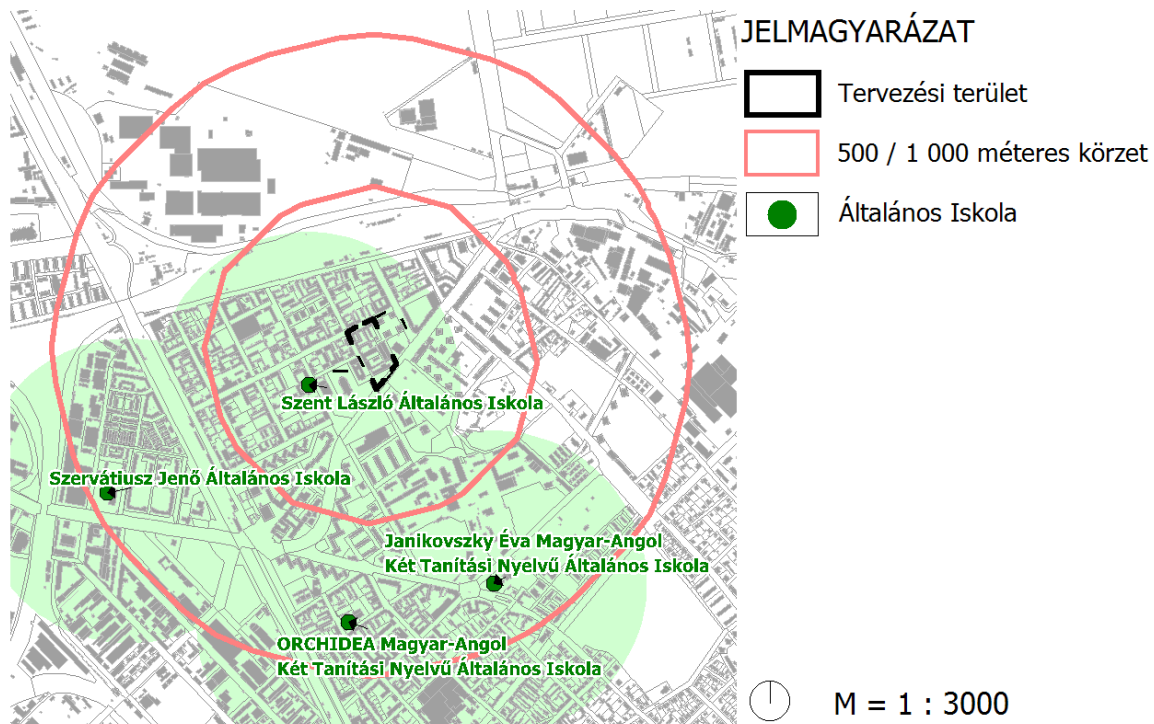 JELMAGYARÁZAT
Tervezési terület
500 / 1 000 méteres körzet
Általános Iskola
Szent László Általános Iskola
Szervátiusz Jenő Általános Iskola
Janikovszky Éva Magyar-Angol
Két Tanítási Nyelvű Általános Iskola
ORCHIDEA Magyar-Angol
Két Tanítási Nyelvű Általános Iskola
M = 1 : 3000